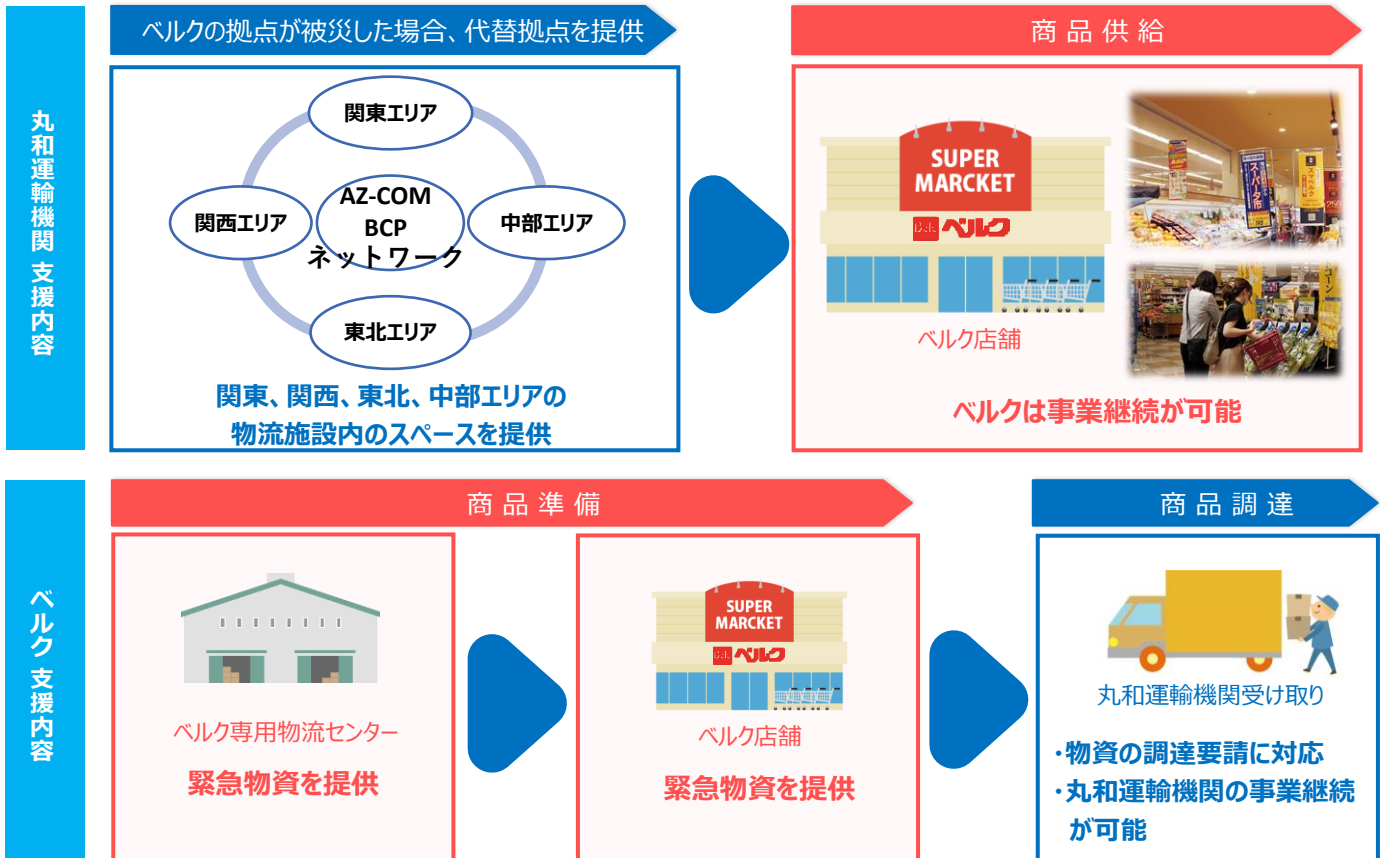 丸和運輸機関 支援内容
ベルクの拠点が被災した場合、代替拠点を提供
関東エリア
関西エリア
AZ-COM
BCP
ネットワーク
中部エリア
東北エリア
関東、関西、東北、中部エリアの
物流施設内のスペースを提供
商品供給
SUPER
MARCKET
ベルク
ベルク店舗
スーパー夕市
ベルクは事業継続が可能
ベルク 支援内容
商品準備
ベルク専用物流センター
緊急物資を提供
SUPER
MARCKET
ベルク
ベルク店舗
緊急物資を提供
商品調達
丸和運輸機関受け取り
・物資の調達要請に対応
・丸和運輸機関の事業継続
が可能